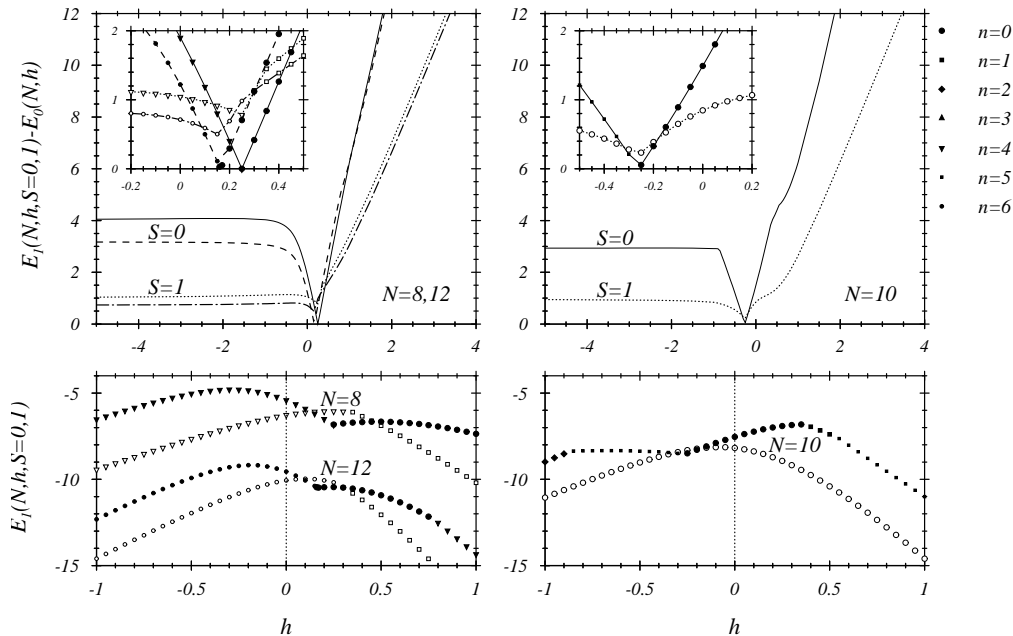 E₁(N,h,S=0,1)-E₀(N,h)
12
10
8
6
4
2
0
-4 -2 0 2 4
2
1
0
-0.2 0 0.2 0.4
S=0
S=1
N=8,12
12
10
8
6
4
2
0
-4 -2 0 2 4
2
1
0
-0.4 -0.2 0 0.2
S=0
S=1
N=10
n=0
n=1
n=2
n=3
n=4
n=5
n=6
E₁(N,h,S=0,1)
-5
-10
-15
-1 -0.5 0 0.5 1
N=8
N=12
h
-5
-10
-15
-1 -0.5 0 0.5 1
N=10
h